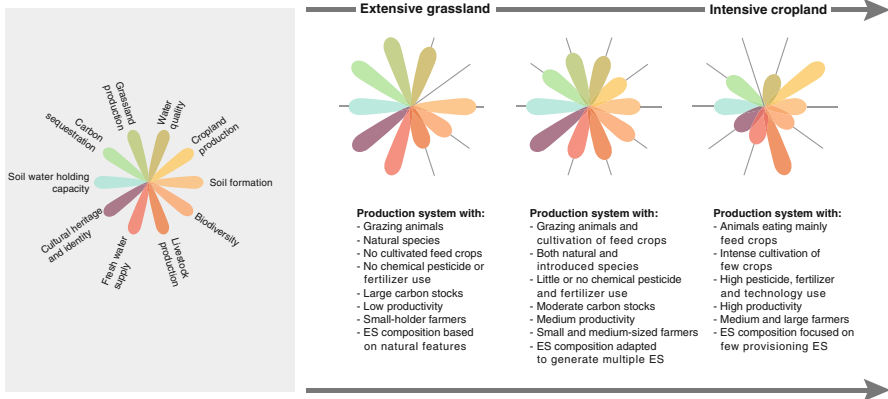 Extensive grassland
Intensive cropland
Grassland
production
Water
quality
Carbon
sequestration
Cropland
production
Soil water holding
capacity
Soil formation
Cultural heritage
and identity
Biodiversity
Fresh water
supply
Livestock
production
Production system with:
- Grazing animals
- Natural species
- No cultivated feed crops
- No chemical pesticide or
fertilizer use
- Large carbon stocks
- Low productivity
- Small-holder farmers
- ES composition based
on natural features
Production system with:
- Grazing animals and
cultivation of feed crops
- Both natural and
introduced species
- Little or no chemical pesticide
and fertilizer use
- Moderate carbon stocks
- Medium productivity
- Small and medium-sized farmers
- ES composition adapted
to generate multiple ES
Production system with:
- Animals eating mainly
feed crops
- Intense cultivation of
few crops
- High pesticide, fertilizer
and technology use
- High productivity
- Medium and large farmers
- ES composition focused on
few provisioning ES